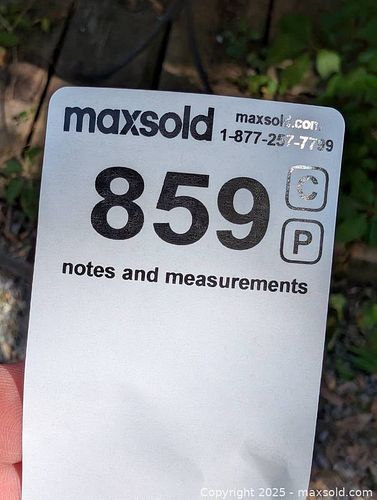 maxsold
maxsold.com
1-877-257-7799
859
C
P
notes and measurements
Copyright 2025 - maxsold.com